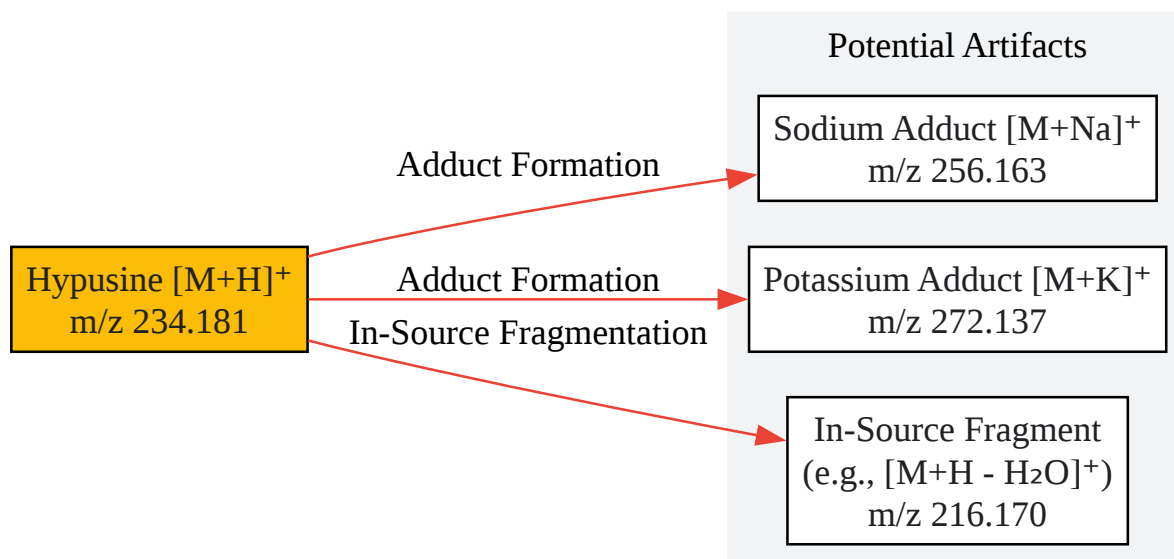 Potential Artifacts
Adduct Formation
Sodium Adduct [M+Na]⁺
m/z 256.163
Hypusine [M+H]⁺
m/z 234.181
Adduct Formation
Potassium Adduct [M+K]⁺
m/z 272.137
In-Source Fragmentation
In-Source Fragment
(e.g., [M+H - H₂O]⁺)
m/z 216.170